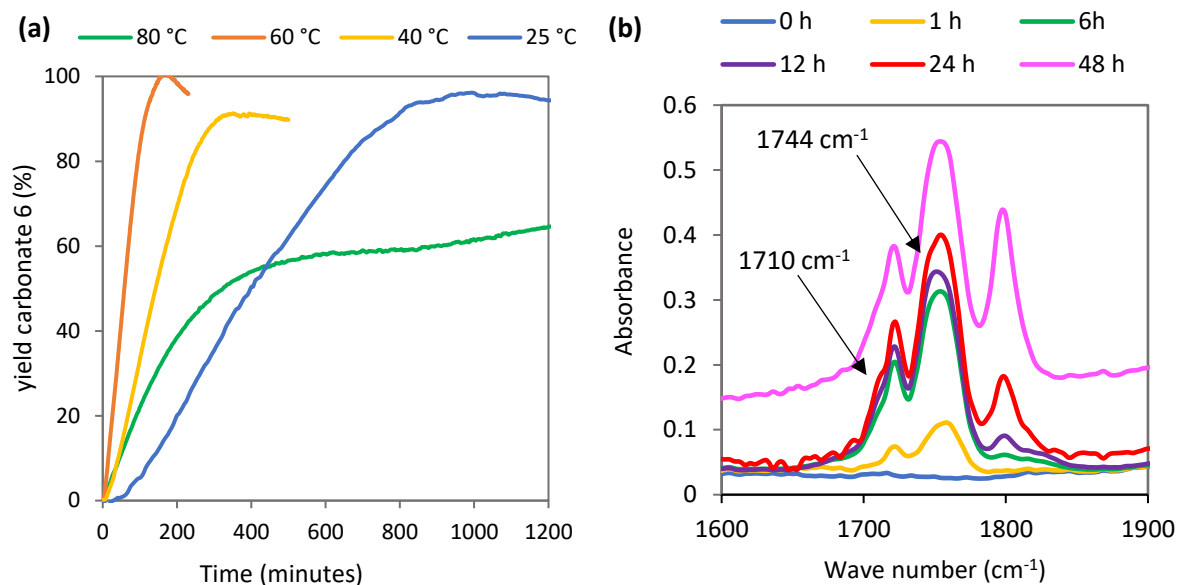 (a)
80 °C 60 °C 40 °C 25 °C
100
80
60
40
20
0
yield carbonate 6 (%)
0 200 400 600 800 1000 1200
Time (minutes)
(b)
0 h 1 h 6h
12 h 24 h 48 h
0.6
0.5
0.4
0.3
0.2
0.1
0
Absorbance
1744 cm⁻¹
1710 cm⁻¹
1600 1700 1800 1900
Wave number (cm⁻¹)